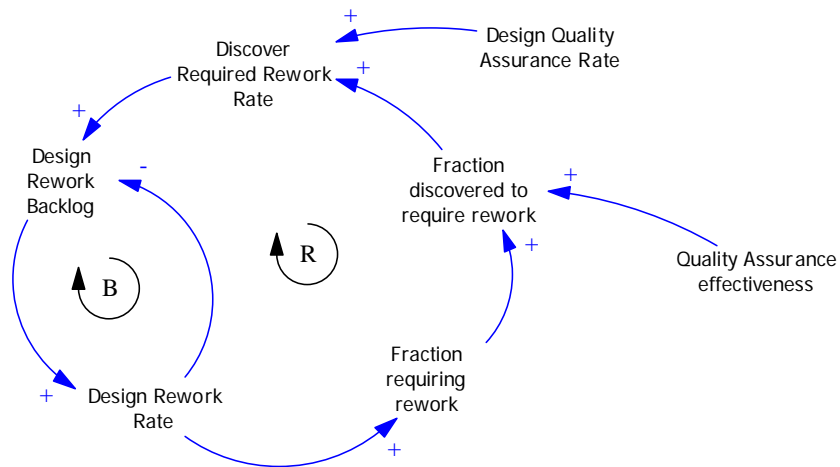 +
Design Quality
Assurance Rate
Discover
Required Rework
Rate
+
+
Design
Rework
Backlog
-
Fraction
discovered to
require rework
+
+
R
B
Quality Assurance
effectiveness
Fraction
requiring
rework
+
Design Rework
Rate
+